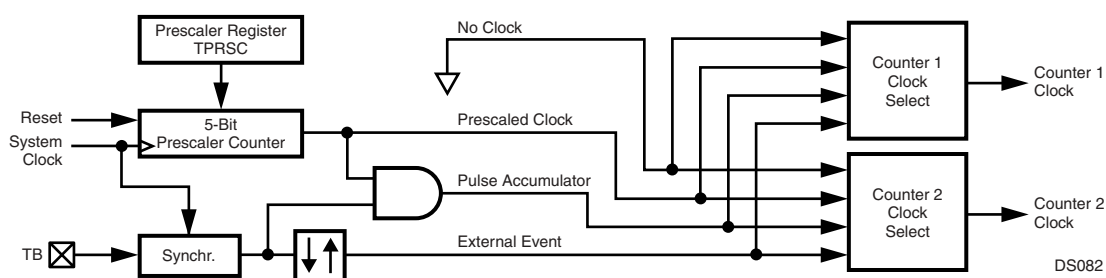 Prescaler Register
TPRSC
No Clock
Counter 1
Clock
Select
Counter 1
Clock
Reset
System
Clock
5-Bit
Prescaler Counter
Prescaled Clock
Pulse Accumulator
Counter 2
Clock
Select
Counter 2
Clock
TB
Synchr.
External Event
DS082